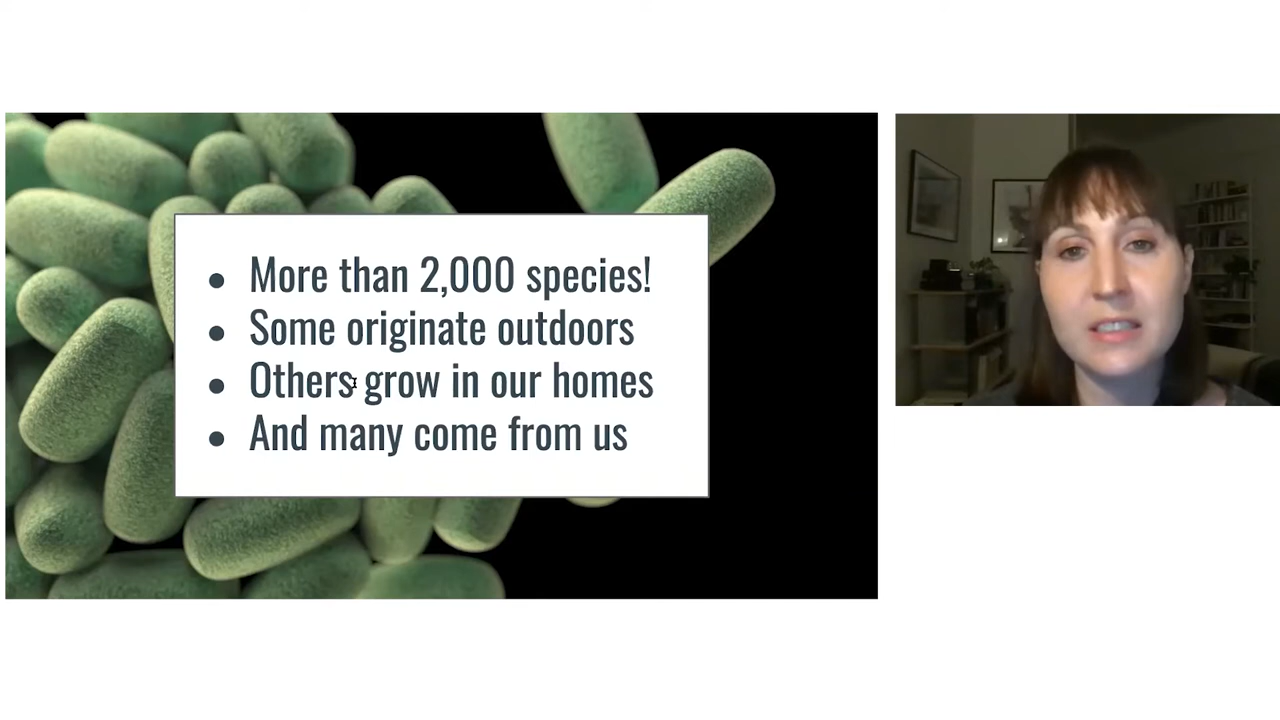 ● More than 2,000 species!
● Some originate outdoors
● Others grow in our homes
● And many come from us